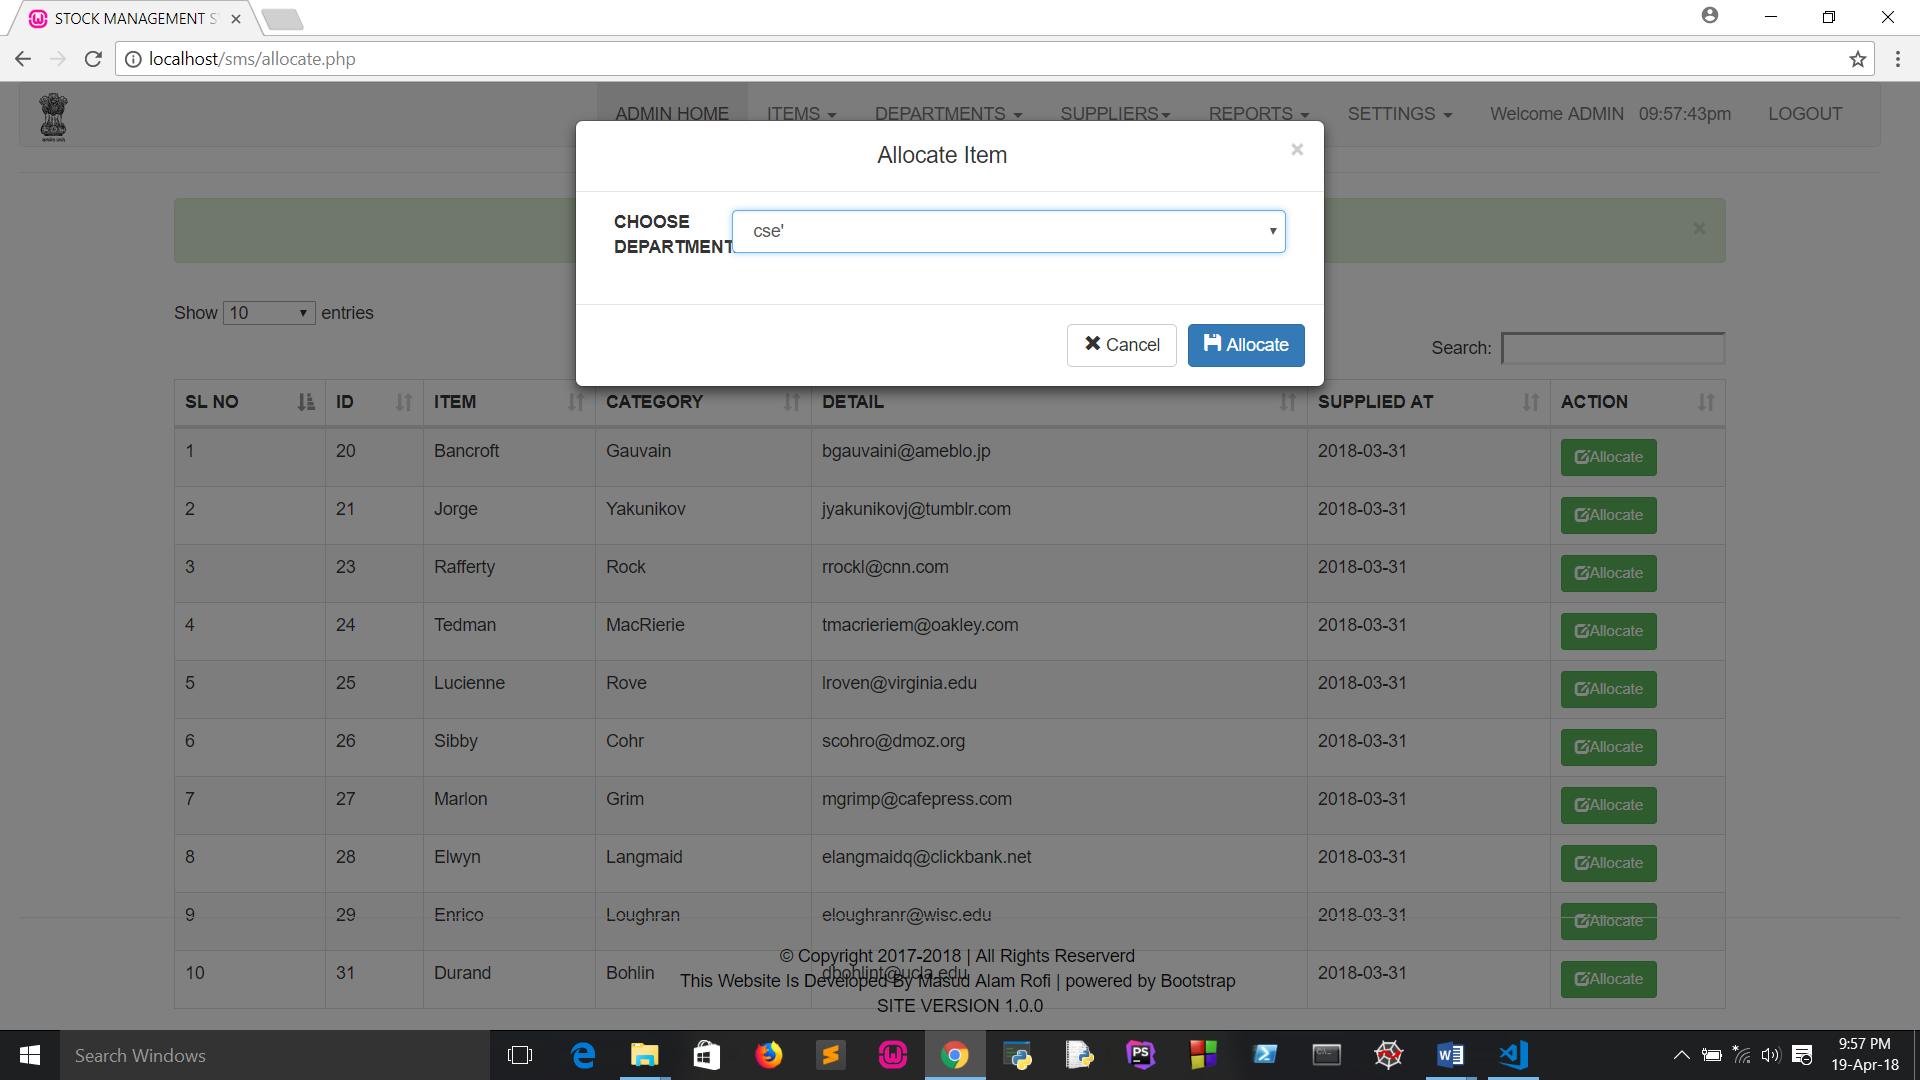 STOCK MANAGEMENT S
localhost/sms/allocate.php
ADMIN HOME ITEMS DEPARTMENTS SUPPLIERS REPORTS SETTINGS Welcome ADMIN 09:57:43pm LOGOUT
Allocate Item ×
CHOOSE DEPARTMENT cse'
Cancel Allocate
×
Show 10 entries
Search:
SL NO ID ITEM CATEGORY DETAIL SUPPLIED AT ACTION
1 20 Bancroft Gauvain bgauvaini@ameblo.jp 2018-03-31 Allocate
2 21 Jorge Yakunikov jyakunikovj@tumblr.com 2018-03-31 Allocate
3 23 Rafferty Rock rrockl@cnn.com 2018-03-31 Allocate
4 24 Tedman MacRierie tmacrieriem@oakley.com 2018-03-31 Allocate
5 25 Lucienne Rove lroven@virginia.edu 2018-03-31 Allocate
6 26 Sibby Cohr scohro@dmoz.org 2018-03-31 Allocate
7 27 Marlon Grim mgrimp@cafepress.com 2018-03-31 Allocate
8 28 Elwyn Langmaid elangmaidq@clickbank.net 2018-03-31 Allocate
9 29 Enrico Loughran eloughranr@wisc.edu 2018-03-31 Allocate
10 31 Durand Bohlin dbohlint@ucla.edu 2018-03-31 Allocate
© Copyright 2017-2018 | All Rights Reserverd
This Website Is Developed By Masud Alam Rofi | powered by Bootstrap
SITE VERSION 1.0.0
Search Windows
PS
9:57 PM
19-Apr-18